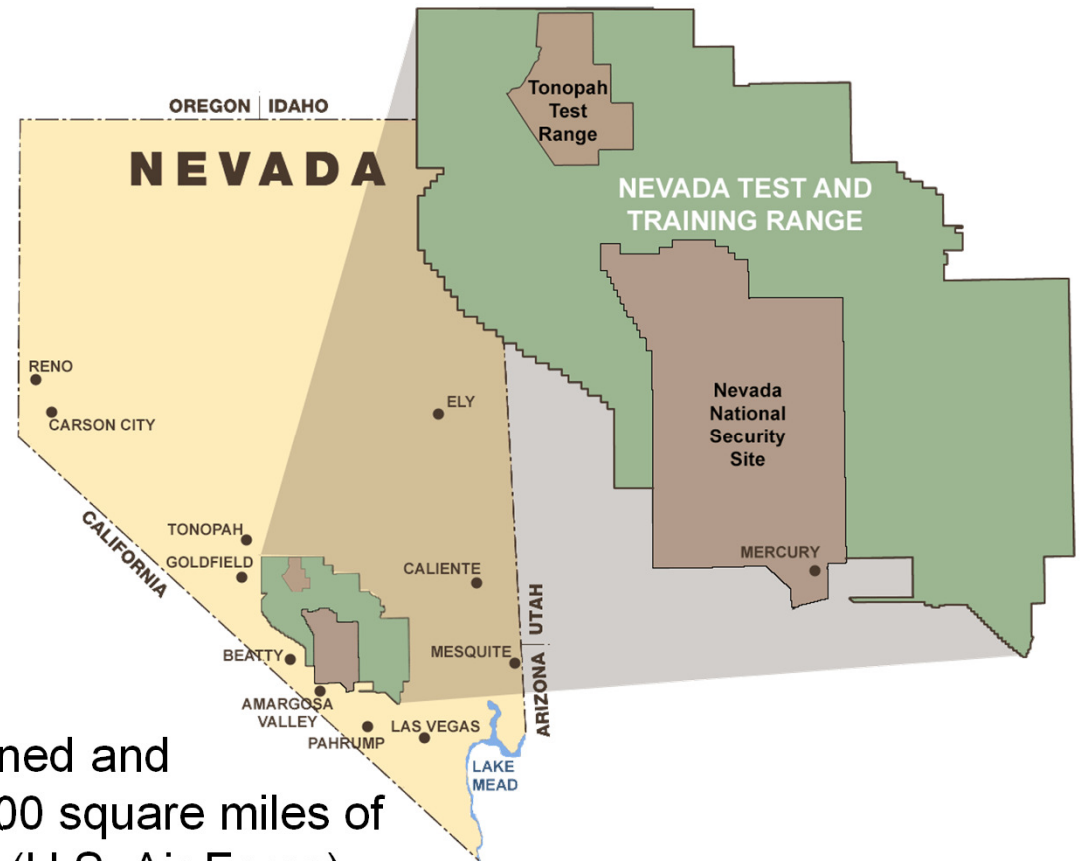 OREGON IDAHO
NEVADA
Tonopah
Test
Range
NEVADA TEST AND
TRAINING RANGE
RENO
CARSON CITY
ELY
Nevada
National
Security
Site
CALIFORNIA
TONOPAH
GOLDFIELD
CALIENTE
MERCURY
UTAH
BEATTY
MESQUITE
ARIZONA
AMARGOSA
VALLEY
PAHRUMP
LAS VEGAS
LAKE
MEAD
ned and
00 square miles of
(U.S. Air Force)